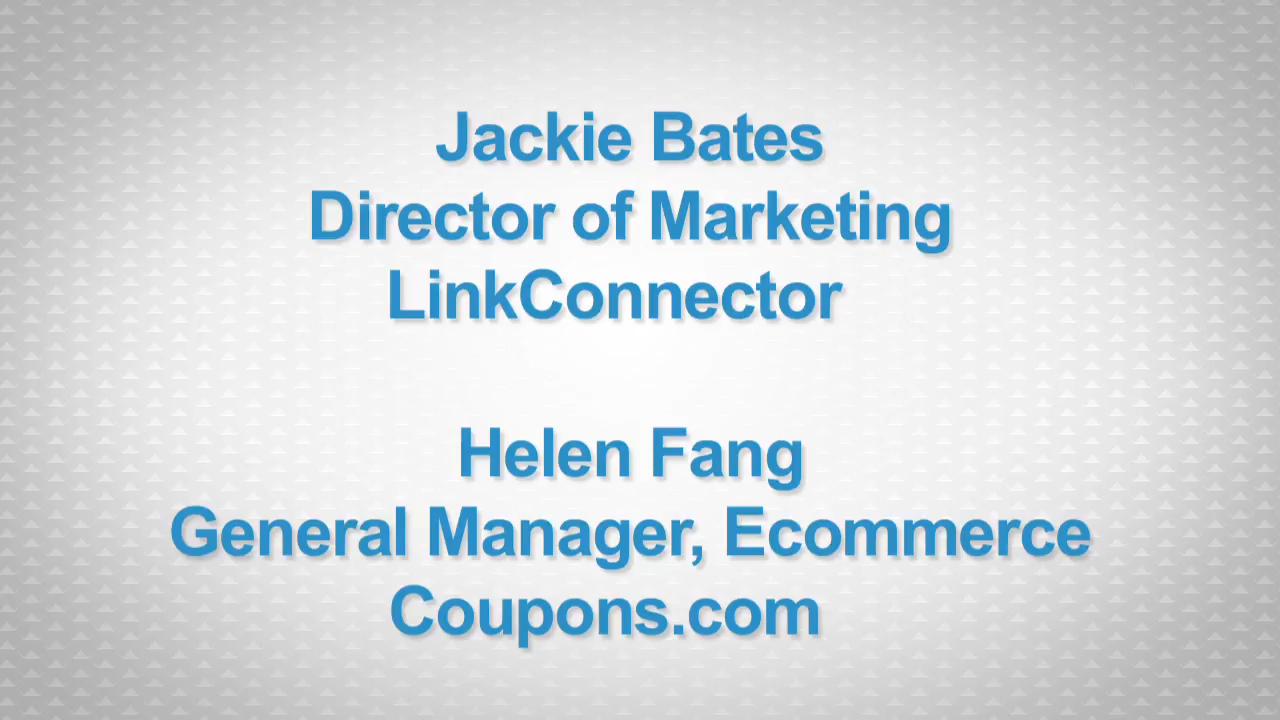 Jackie Bates
Director of Marketing
LinkConnector
Helen Fang
General Manager, Ecommerce
Coupons.com